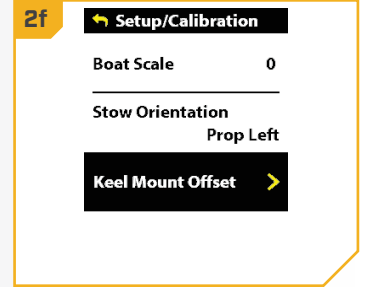 2f
Setup/Calibration
Boat Scale 0
Stow Orientation
Prop Left
Keel Mount Offset